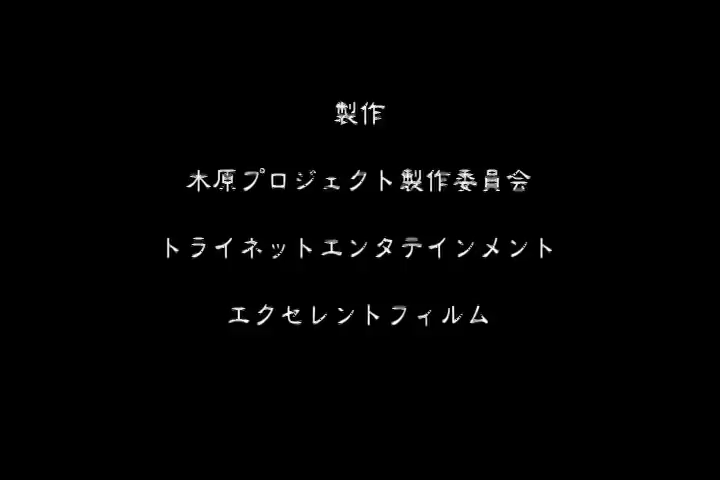 製作
木原プロジェクト製作委員会
トライネットエンタテインメント
エクセレントフィルム